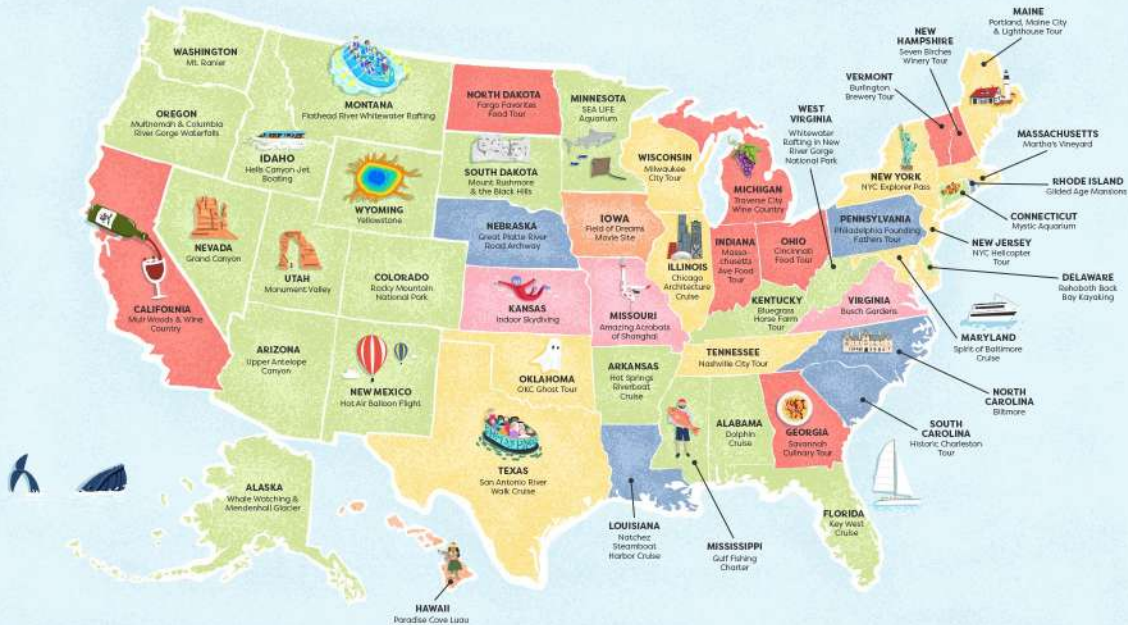 WASHINGTON
Mt. Ranier
OREGON
Multnomah & Columbia
River Gorge Waterfalls
IDAHO
Hells Canyon Jet
Boating
MONTANA
Flathead River Whitewater Rafting
WYOMING
Yellowstone
NEVADA
Grand Canyon
UTAH
Monument Valley
CALIFORNIA
Muir Woods & Wine
Country
COLORADO
Rocky Mountain
National Park
ARIZONA
Upper Antelope
Canyon
NEW MEXICO
Hot Air Balloon Flight
NORTH DAKOTA
Fargo Favorites
Food Tour
SOUTH DAKOTA
Mount Rushmore
& the Black Hills
NEBRASKA
Great Platte River
Road Archway
KANSAS
Indoor Skydiving
OKLAHOMA
OKC Ghost Tour
TEXAS
San Antonio River
Walk Cruise
MINNESOTA
SEA LIFE
Aquarium
IOWA
Field of Dreams
Movie Site
MISSOURI
Amazing Acrobats
of Shanghai
ARKANSAS
Hot Springs
Riverboat
Cruise
LOUISIANA
Natchez
Steamboat
Harbor Cruise
WISCONSIN
Milwaukee
City Tour
ILLINOIS
Chicago
Architecture
Cruise
MICHIGAN
Traverse City
Wine Country
INDIANA
Massa-
chusetts
Ave Food
Tour
OHIO
Cincinnati
Food Tour
KENTUCKY
Bluegrass
Horse Farm
Tour
TENNESSEE
Nashville City Tour
MISSISSIPPI
Gulf Fishing
Charter
ALABAMA
Dolphin
Cruise
GEORGIA
Savannah
Culinary Tour
FLORIDA
Key West
Cruise
SOUTH
CAROLINA
Historic Charleston
Tour
NORTH
CAROLINA
Biltmore
VIRGINIA
Busch Gardens
WEST
VIRGINIA
Whitewater
Rafting in New
River Gorge
National Park
MARYLAND
Spirit of Baltimore
Cruise
DELAWARE
Rehoboth Back
Bay Kayaking
NEW JERSEY
NYC Helicopter
Tour
PENNSYLVANIA
Philadelphia Founding
Fathers Tour
NEW YORK
NYC Explorer Pass
CONNECTICUT
Mystic Aquarium
RHODE ISLAND
Gilded Age Mansions
MASSACHUSETTS
Martha's Vineyard
VERMONT
Burlington
Brewery Tour
NEW
HAMPSHIRE
Seven Birches
Winery Tour
MAINE
Portland, Maine City
& Lighthouse Tour
ALASKA
Whale Watching &
Mendenhall Glacier
HAWAII
Paradise Cove Luau